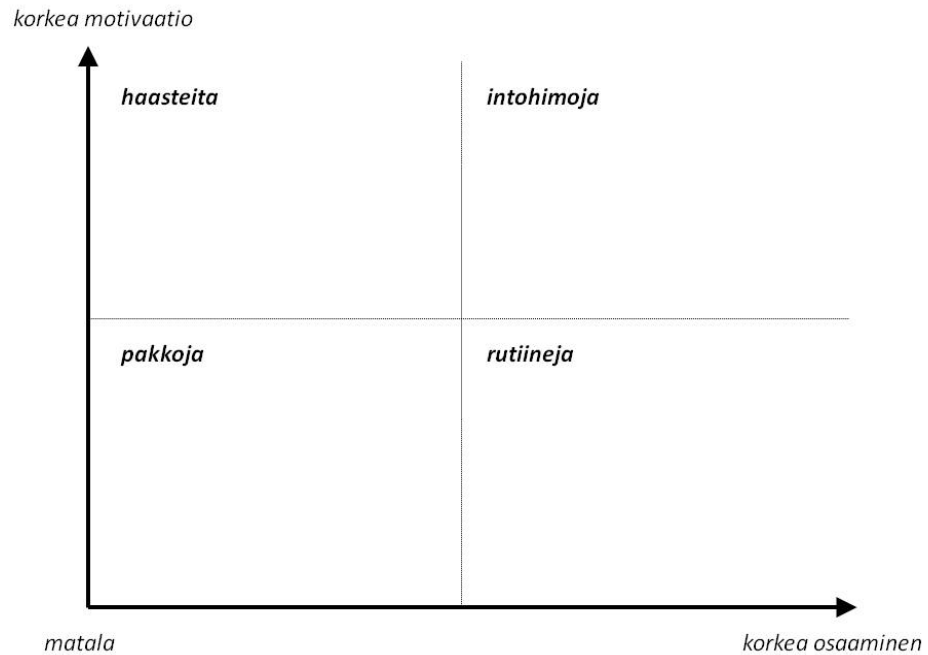 korkea motivaatio
haasteita
intohimoja
pakkoja
rutiineja
matala
korkea osaaminen